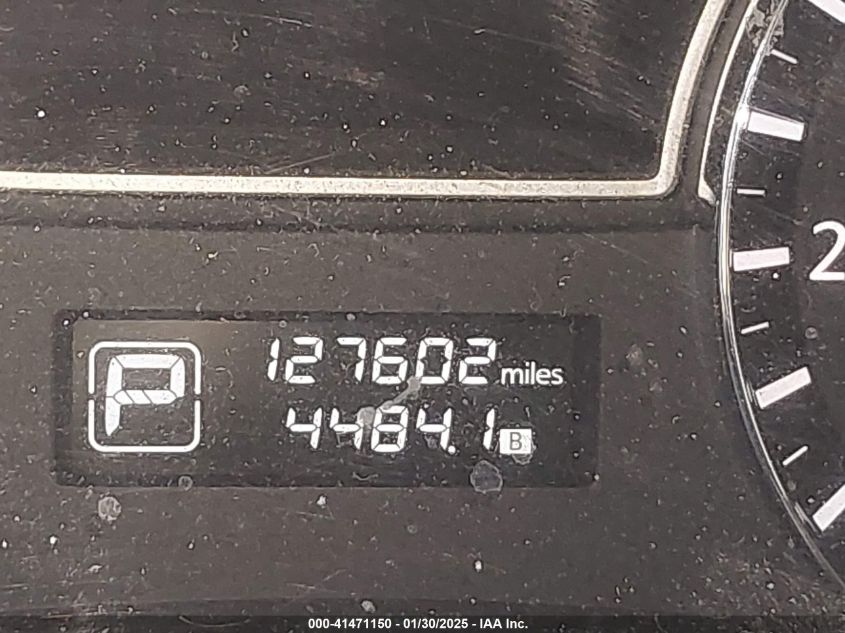 2
P
127602 miles
4484.1 B
000-41471150 - 01/30/2025 - IAA Inc.